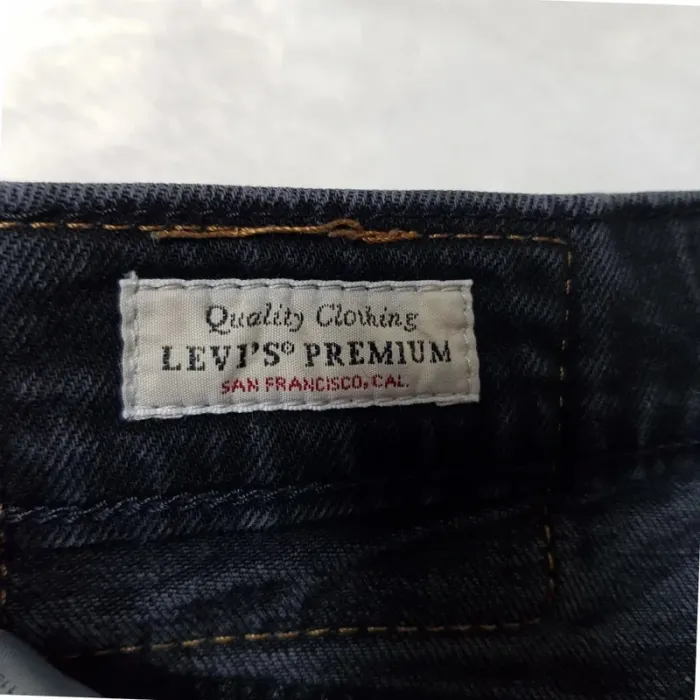 Quality Clothing
LEVI'S® PREMIUM
SAN FRANCISCO, CAL.